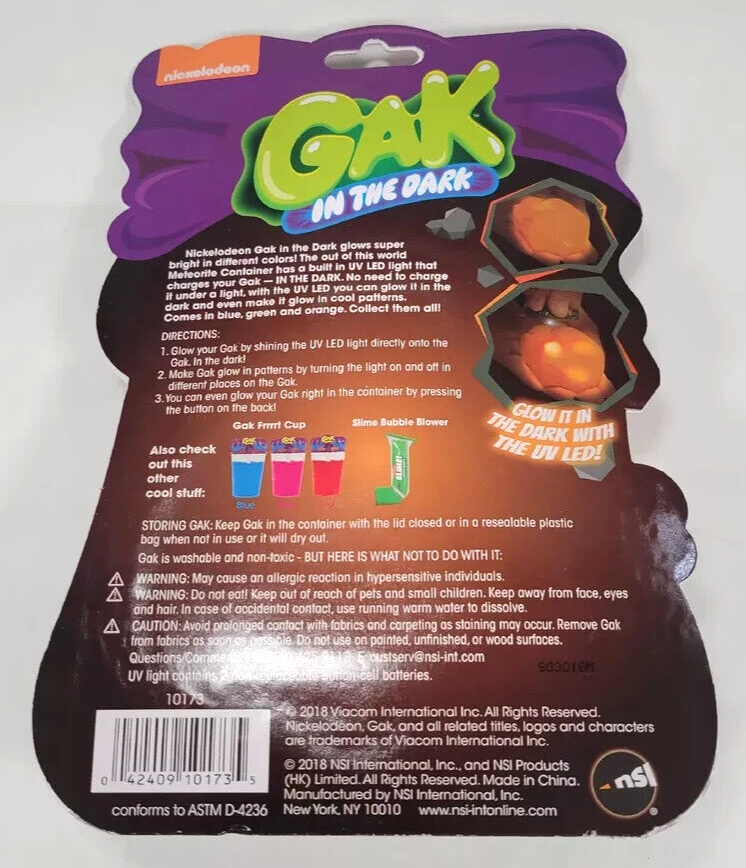 nickelodeon
GAK
IN THE DARK
Nickelodeon Gak in the Dark glows super
bright in different colors! The out of this world
Meteorite Container has a built in UV LED light that
charges your Gak — IN THE DARK. No need to charge
it under a light, with the UV LED you can glow it in the
dark and even make it glow in cool patterns.
Comes in blue, green and orange. Collect them all!
DIRECTIONS:
1. Glow your Gak by shining the UV LED light directly onto the
Gak. In the dark!
2. Make Gak glow in patterns by turning the light on and off in
different places on the Gak.
3. You can even glow your Gak right in the container by pressing
the button on the back!
GLOW IT IN
THE DARK WITH
THE UV LED!
Gak Frrrrl Cup
Slime Bubble Blower
Also check
out this
other
cool stuff:
Blue
STORING GAK: Keep Gak in the container with the lid closed or in a resealable plastic
bag when not in use or it will dry out.
Gak is washable and non-toxic - BUT HERE IS WHAT NOT TO DO WITH IT:
WARNING: May cause an allergic reaction in hypersensitive individuals.
WARNING: Do not eat! Keep out of reach of pets and small children. Keep away from face, eyes
and hair. In case of accidental contact, use running warm water to dissolve.
CAUTION: Avoid prolonged contact with fabrics and carpeting as staining may occur. Remove Gak
from fabrics as soon as possible. Do not use on painted, unfinished, or wood surfaces.
Questions/Comments custserv@nsi-int.com
UV light contains 2 non-replaceable button-cell batteries.
10173
0 42409 10173 5
conforms to ASTM D-4236
© 2018 Viacom International Inc. All Rights Reserved.
Nickelodeon, Gak, and all related titles, logos and characters
are trademarks of Viacom International Inc.
© 2018 NSI International, Inc., and NSI Products
(HK) Limited. All Rights Reserved. Made in China.
Manufactured by NSI International, Inc.
New York, NY 10010 www.nsi-intonline.com
nsi